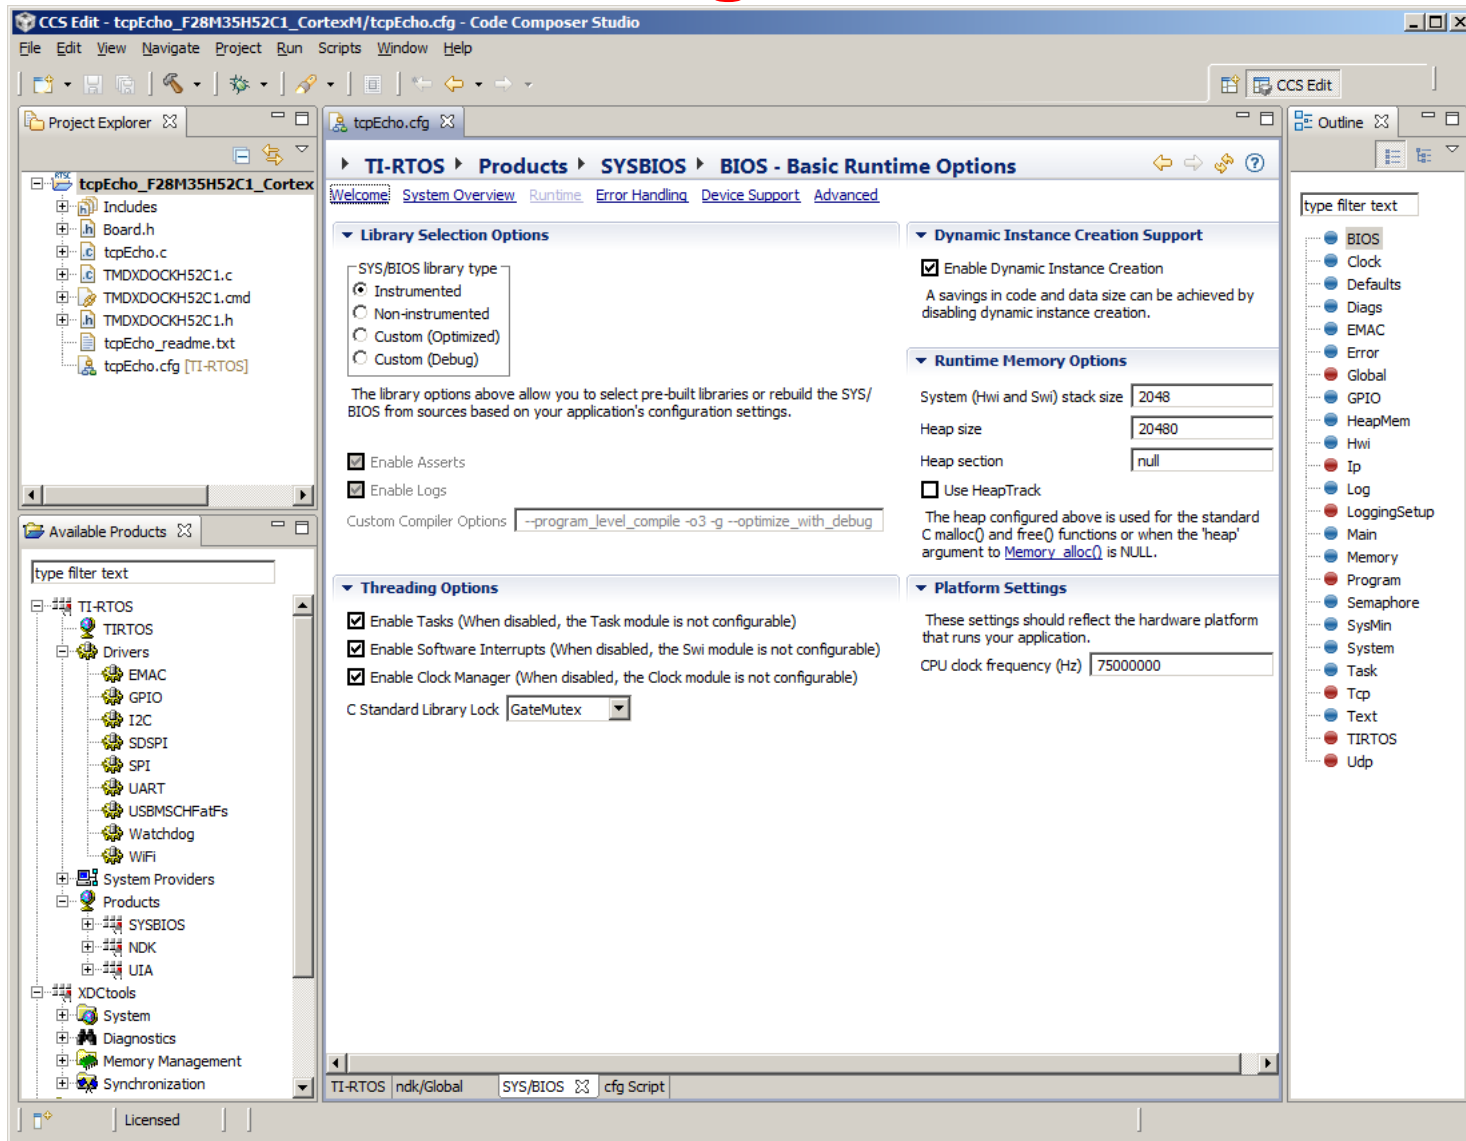 CCS Edit - tcpEcho_F28M35H52C1_CortexM/tcpEcho.cfg - Code Composer Studio
File Edit View Navigate Project Run Scripts Window Help
CCS Edit
Project Explorer
tcpEcho_F28M35H52C1_Cortex
Includes
Board.h
tcpEcho.c
TMDXDOCKH52C1.c
TMDXDOCKH52C1.cmd
TMDXDOCKH52C1.h
tcpEcho_readme.txt
tcpEcho.cfg [TI-RTOS]
Available Products
type filter text
TI-RTOS
TIRTOS
Drivers
EMAC
GPIO
I2C
SDSPI
SPI
UART
USBMSCHFatFs
Watchdog
WiFi
System Providers
Products
SYSBIOS
NDK
UIA
XDCtools
System
Diagnostics
Memory Management
Synchronization
tcpEcho.cfg
TI-RTOS Products SYSBIOS BIOS - Basic Runtime Options
Welcome System Overview Runtime Error Handling Device Support Advanced
Library Selection Options
SYS/BIOS library type
Instrumented
Non-instrumented
Custom (Optimized)
Custom (Debug)
The library options above allow you to select pre-built libraries or rebuild the SYS/
BIOS from sources based on your application's configuration settings.
Enable Asserts
Enable Logs
Custom Compiler Options --program_level_compile -o3 -g --optimize_with_debug
Threading Options
Enable Tasks (When disabled, the Task module is not configurable)
Enable Software Interrupts (When disabled, the Swi module is not configurable)
Enable Clock Manager (When disabled, the Clock module is not configurable)
C Standard Library Lock GateMutex
Dynamic Instance Creation Support
Enable Dynamic Instance Creation
A savings in code and data size can be achieved by
disabling dynamic instance creation.
Runtime Memory Options
System (Hwi and Swi) stack size 2048
Heap size 20480
Heap section null
Use HeapTrack
The heap configured above is used for the standard
C malloc() and free() functions or when the 'heap'
argument to Memory_alloc() is NULL.
Platform Settings
These settings should reflect the hardware platform
that runs your application.
CPU clock frequency (Hz) 75000000
TI-RTOS ndk/Global SYS/BIOS cfg Script
Outline
type filter text
BIOS
Clock
Defaults
Diags
EMAC
Error
Global
GPIO
HeapMem
Hwi
Ip
Log
LoggingSetup
Main
Memory
Program
Semaphore
SysMin
System
Task
Tcp
Text
TIRTOS
Udp
Licensed